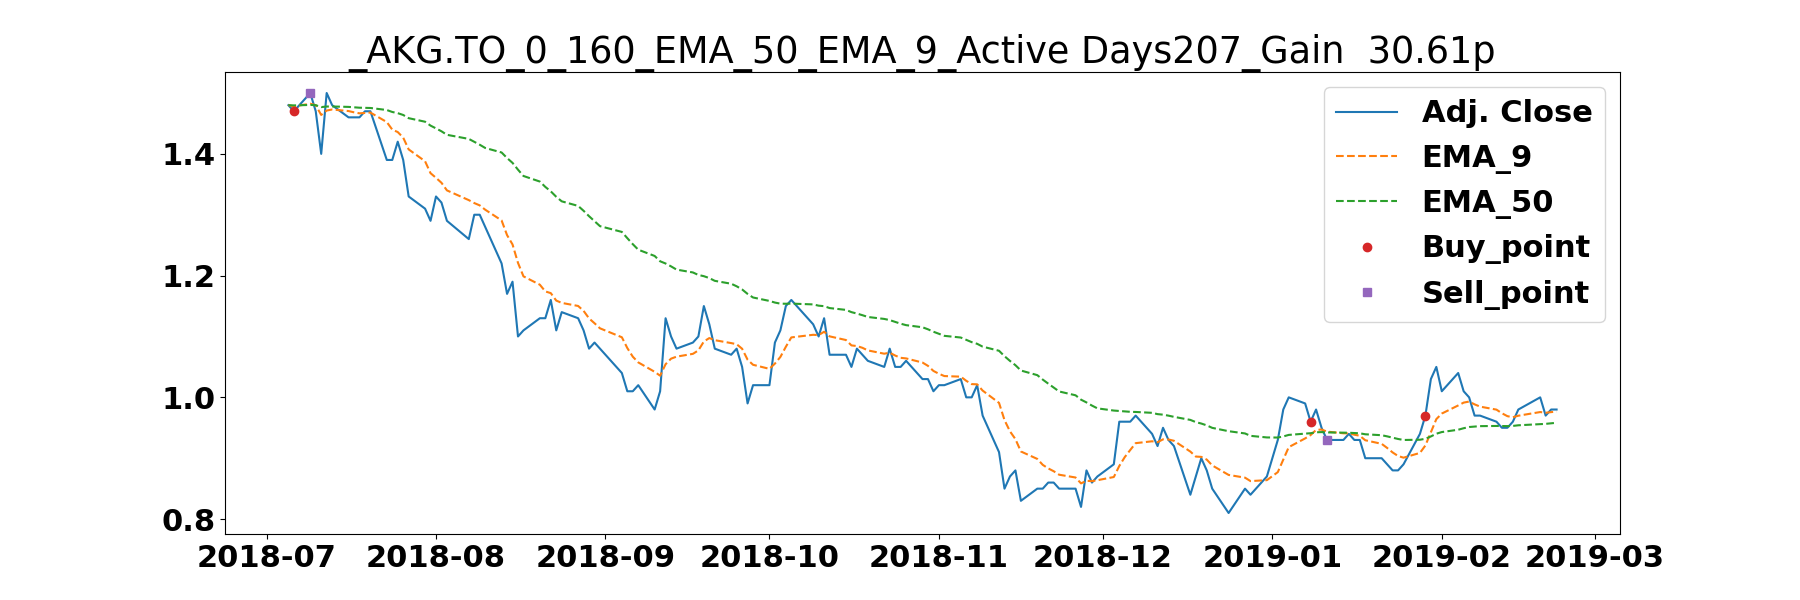 _AKG.TO_0_160_EMA_50_EMA_9_Active Days207_Gain  30.61p
Adj. Close
EMA_9
EMA_50
Buy_point
Sell_point
1.4
1.2
1.0
0.8
2018-07 2018-08 2018-09 2018-10 2018-11 2018-12 2019-01 2019-02 2019-03